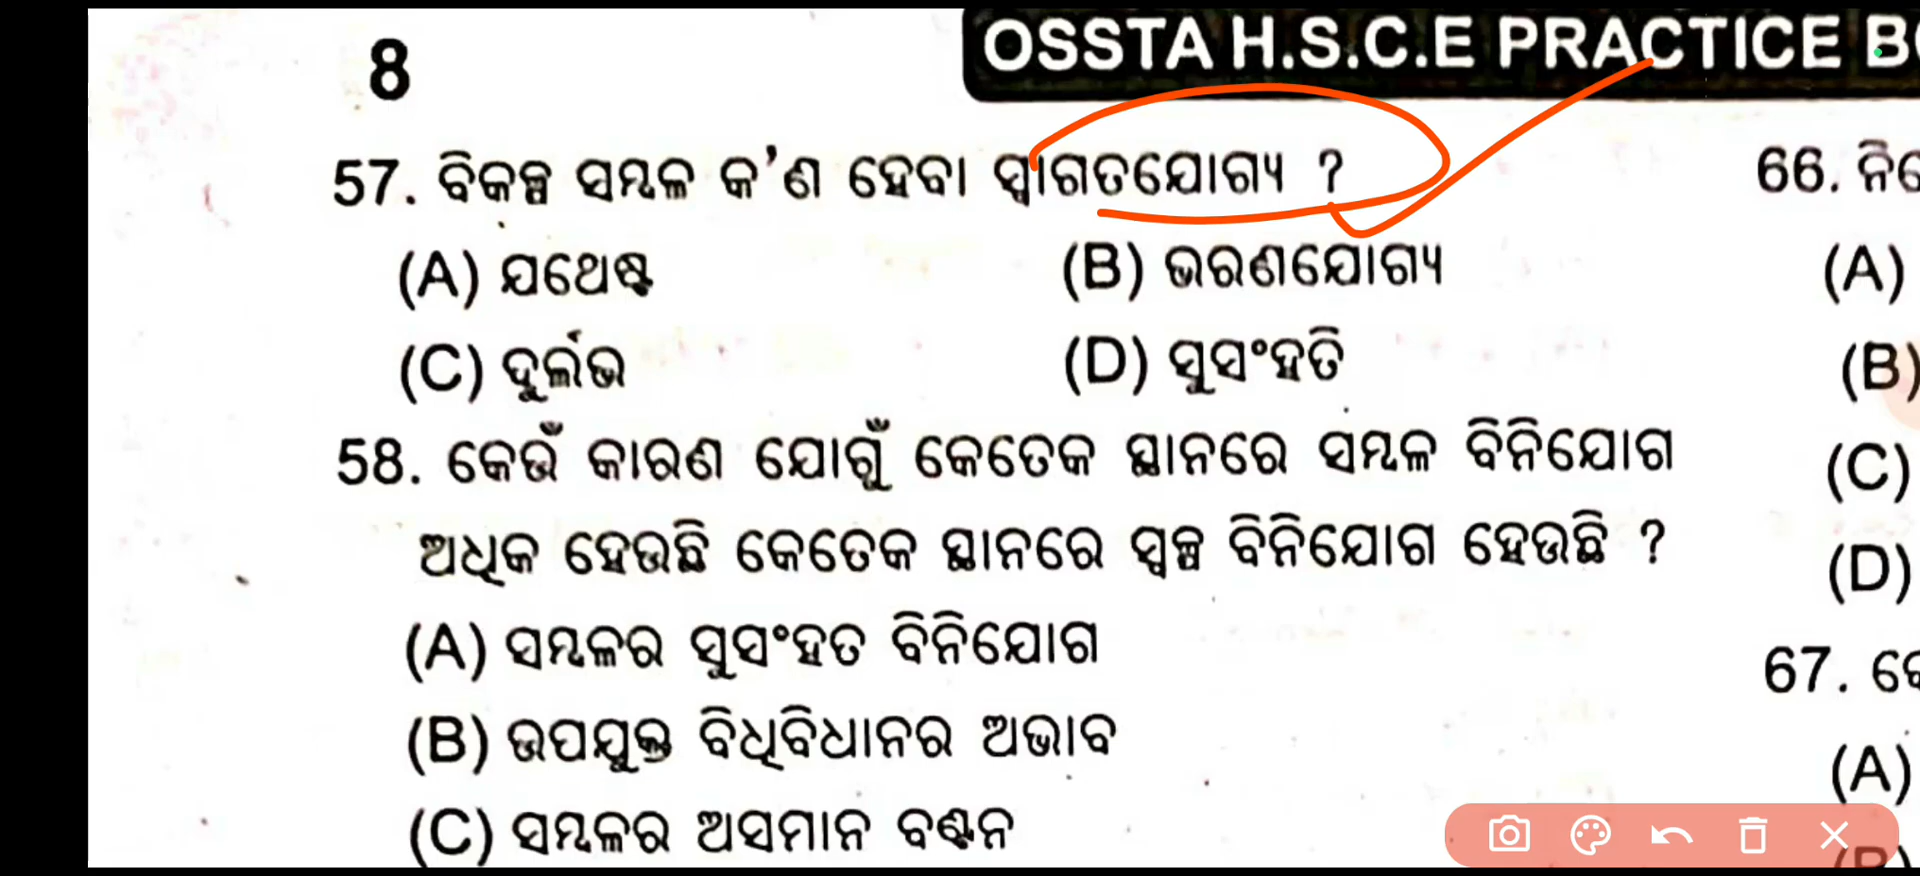 8
OSSTA H.S.C.E PRACTICE
57. ବିକଳ୍ପ ସମ୍ବଳ କ'ଣ ହେବା ସ୍ୱାଗତଯୋଗ୍ୟ ?
(A) ଯଥେଷ୍ଟ
(B) ଭରଣଯୋଗ୍ୟ
(C) ଦୁର୍ଲଭ
(D) ସୁସଂହତି
58. କେଉଁ କାରଣ ଯୋଗୁଁ କେତେକ ସ୍ଥାନରେ ସମ୍ବଳ ବିନିଯୋଗ
ଅଧିକ ହେଉଛି କେତେକ ସ୍ଥାନରେ ସ୍ୱଳ୍ପ ବିନିଯୋଗ ହେଉଛି ?
(A) ସମ୍ବଳର ସୁସଂହତ ବିନିଯୋଗ
(B) ଉପଯୁକ୍ତ ବିଧିବିଧାନର ଅଭାବ
(C) ସମ୍ବଳର ଅସମାନ ବଣ୍ଟନ
66.
(A)
(B)
(C)
(D)
67.
(A)
(B)